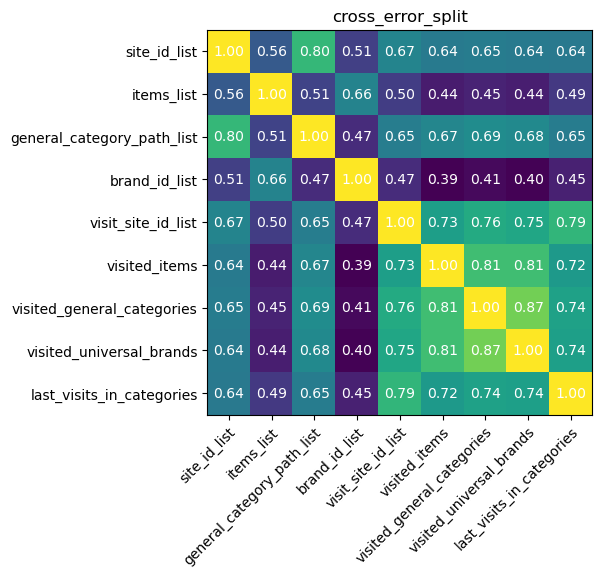 cross_error_split
site_id_list 1.00 0.56 0.80 0.51 0.67 0.64 0.65 0.64 0.64
items_list 0.56 1.00 0.51 0.66 0.50 0.44 0.45 0.44 0.49
general_category_path_list 0.80 0.51 1.00 0.47 0.65 0.67 0.69 0.68 0.65
brand_id_list 0.51 0.66 0.47 1.00 0.47 0.39 0.41 0.40 0.45
visit_site_id_list 0.67 0.50 0.65 0.47 1.00 0.73 0.76 0.75 0.79
visited_items 0.64 0.44 0.67 0.39 0.73 1.00 0.81 0.81 0.72
visited_general_categories 0.65 0.45 0.69 0.41 0.76 0.81 1.00 0.87 0.74
visited_universal_brands 0.64 0.44 0.68 0.40 0.75 0.81 0.87 1.00 0.74
last_visits_in_categories 0.64 0.49 0.65 0.45 0.79 0.72 0.74 0.74 1.00
site_id_list
items_list
general_category_path_list
brand_id_list
visit_site_id_list
visited_items
visited_general_categories
visited_universal_brands
last_visits_in_categories